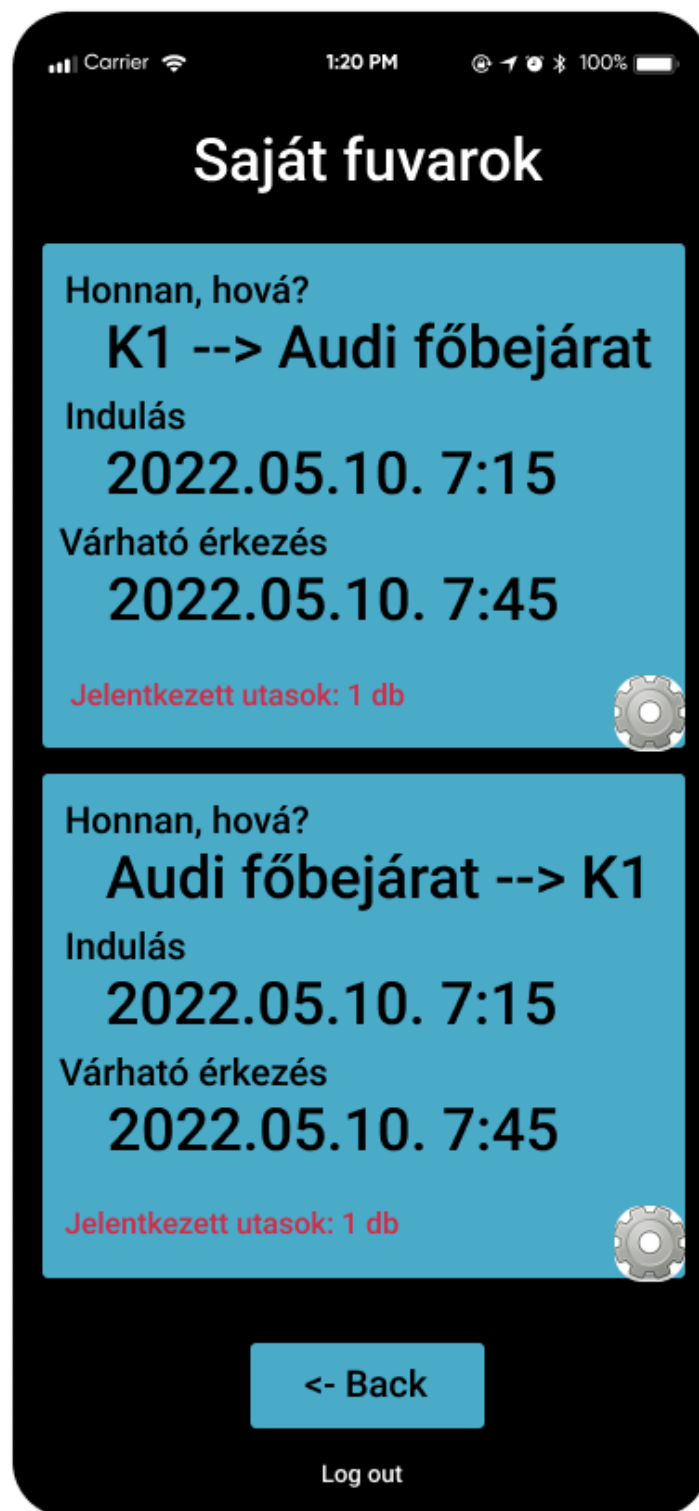 Carrier 1:20 PM 100%
Saját fuvarok
Honnan, hová?
K1 --> Audi főbejárat
Indulás
2022.05.10. 7:15
Várható érkezés
2022.05.10. 7:45
Jelentkezett utasok: 1 db
Honnan, hová?
Audi főbejárat --> K1
Indulás
2022.05.10. 7:15
Várható érkezés
2022.05.10. 7:45
Jelentkezett utasok: 1 db
<- Back
Log out